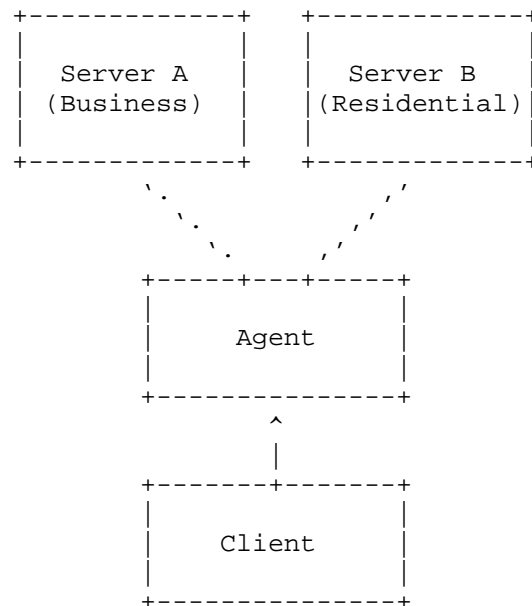 Server A Server B
(Business) (Residential)
Agent
Client